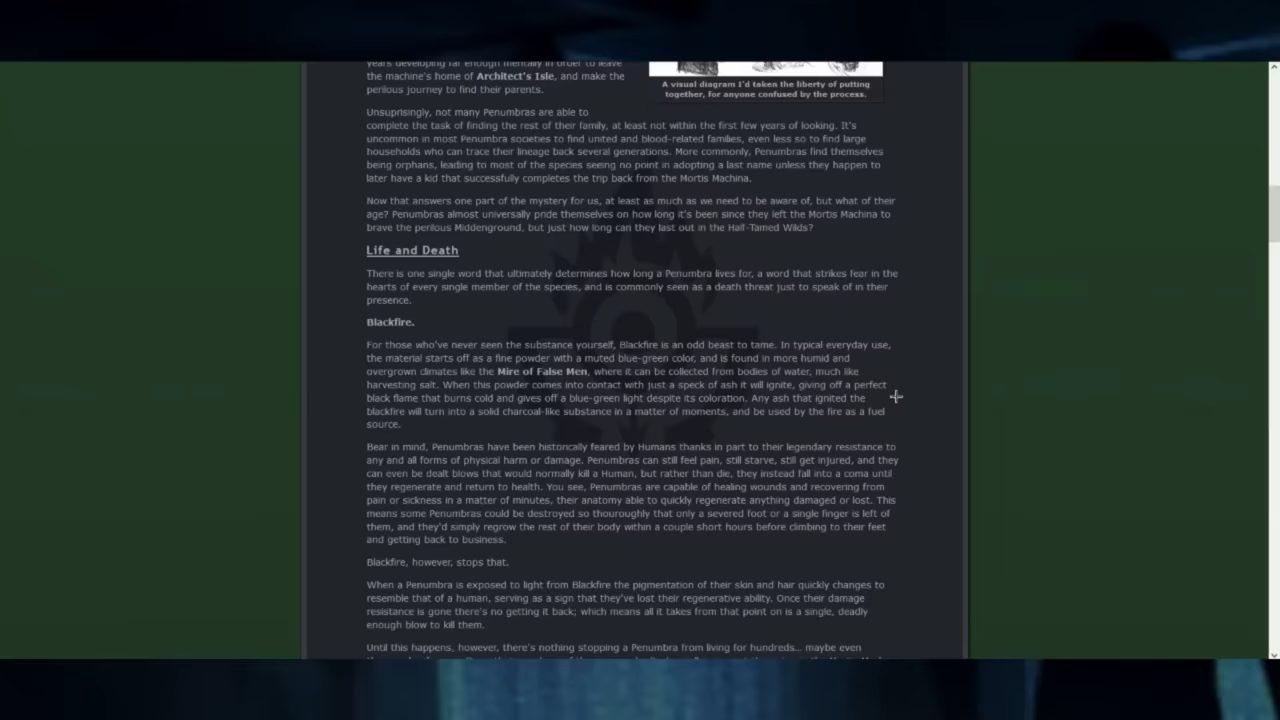 years developing far enough mentally in order to leave
the machine's home of Architect's Isle, and make the
perilous journey to find their parents.
A visual diagram I'd taken the liberty of putting
together, for anyone confused by the process.
Unsuprisingly, not many Penumbras are able to
complete the task of finding the rest of their family, at least not within the first few years of looking. It's
uncommon in most Penumbra societies to find united and blood-related families, even less so to find large
households who can trace their lineage back several generations. More commonly, Penumbras find themselves
being orphans, leading to most of the species seeing no point in adopting a last name unless they happen to
later have a kid that successfully completes the trip back from the Mortis Machina.
Now that answers one part of the mystery for us, at least as much as we need to be aware of, but what of their
age? Penumbras almost universally pride themselves on how long it's been since they left the Mortis Machina to
brave the perilous Middenground, but just how long can they last out in the Half-Tamed Wilds?
Life and Death
There is one single word that ultimately determines how long a Penumbra lives for, a word that strikes fear in the
hearts of every single member of the species, and is commonly seen as a death threat just to speak of in their
presence.
Blackfire.
For those who've never seen the substance yourself, Blackfire is an odd beast to tame. In typical everyday use,
the material starts off as a fine powder with a muted blue-green color, and is found in more humid and
overgrown climates like the Mire of False Men, where it can be collected from bodies of water, much like
harvesting salt. When this powder comes into contact with just a speck of ash it will ignite, giving off a perfect
black flame that burns cold and gives off a blue-green light despite its coloration. Any ash that ignited the
blackfire will turn into a solid charcoal-like substance in a matter of moments, and be used by the fire as a fuel
source.
Bear in mind, Penumbras have been historically feared by Humans thanks in part to their legendary resistance to
any and all forms of physical harm or damage. Penumbras can still feel pain, still starve, still get injured, and they
can even be dealt blows that would normally kill a Human, but rather than die, they instead fall into a coma until
they regenerate and return to health. You see, Penumbras are capable of healing wounds and recovering from
pain or sickness in a matter of minutes, their anatomy able to quickly regenerate anything damaged or lost. This
means some Penumbras could be destroyed so thouroughly that only a severed foot or a single finger is left of
them, and they'd simply regrow the rest of their body within a couple short hours before climbing to their feet
and getting back to business.
Blackfire, however, stops that.
When a Penumbra is exposed to light from Blackfire the pigmentation of their skin and hair quickly changes to
resemble that of a human, serving as a sign that they've lost their regenerative ability. Once their damage
resistance is gone there's no getting it back; which means all it takes from that point on is a single, deadly
enough blow to kill them.
Until this happens, however, there's nothing stopping a Penumbra from living for hundreds... maybe even